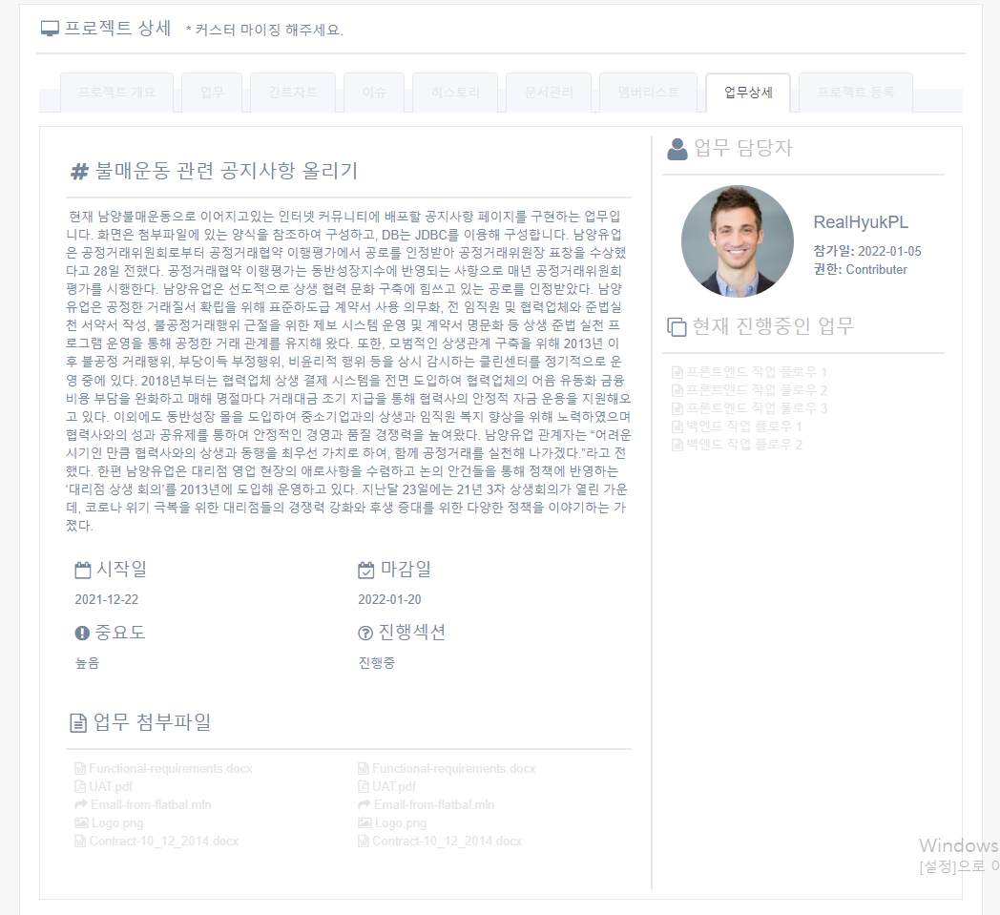 프로젝트 상세 * 커스터 마이징 해주세요.
프로젝트 개요 업무 간트차트 이슈 히스토리 문서관리 멤버리스트 업무상세 프로젝트 등록
# 불매운동 관련 공지사항 올리기
현재 남양불매운동으로 이어지고있는 인터넷 커뮤니티에 배포할 공지사항 페이지를 구현하는 업무입
니다. 화면은 첨부파일에 있는 양식을 참조하여 구성하고, DB는 JDBC를 이용해 구성합니다. 남양유업
은 공정거래위원회로부터 공정거래협약 이행평가에서 공로를 인정받아 공정거래위원장 표창을 수상했
다고 28일 전했다. 공정거래협약 이행평가는 동반성장지수에 반영되는 사항으로 매년 공정거래위원회
평가를 시행한다. 남양유업은 선도적으로 상생 협력 문화 구축에 힘쓰고 있는 공로를 인정받았다. 남양
유업은 공정한 거래질서 확립을 위해 표준하도급 계약서 사용 의무화, 전 임직원 및 협력업체와 준법실
천 서약서 작성, 불공정거래행위 근절을 위한 제보 시스템 운영 및 계약서 명문화 등 상생 준법 실천 프
로그램 운영을 통해 공정한 거래 관계를 유지해 왔다. 또한, 모범적인 상생관계 구축을 위해 2013년 이
후 불공정 거래행위, 부당이득 부정행위, 비윤리적 행위 등을 상시 감시하는 클린센터를 정기적으로 운
영 중에 있다. 2018년부터는 협력업체 상생 결제 시스템을 전면 도입하여 협력업체의 어음 유동화 금융
비용 부담을 완화하고 매해 명절마다 거래대금 조기 지급을 통해 협력사의 안정적 자금 운용을 지원해오
고 있다. 이외에도 동반성장 몰을 도입하여 중소기업과의 상생과 임직원 복지 향상을 위해 노력하였으며
협력사와의 성과 공유제를 통하여 안정적인 경영과 품질 경쟁력을 높여왔다. 남양유업 관계자는 “어려운
시기인 만큼 협력사와의 상생과 동행을 최우선 가치로 하여, 함께 공정거래를 실천해 나가겠다.”라고 전
했다. 한편 남양유업은 대리점 영업 현장의 애로사항을 수렴하고 논의 안건들을 통해 정책에 반영하는
‘대리점 상생 회의’를 2013년에 도입해 운영하고 있다. 지난달 23일에는 21년 3차 상생회의가 열린 가운
데, 코로나 위기 극복을 위한 대리점들의 경쟁력 강화와 후생 증대를 위한 다양한 정책을 이야기하는 가
졌다.
시작일 마감일
2021-12-22 2022-01-20
중요도 진행섹션
높음 진행중
업무 첨부파일
Functional-requirements.docx Functional-requirements.docx
UAT.pdf UAT.pdf
Email-from-flatbal.mln Email-from-flatbal.mln
Logo.png Logo.png
Contract-10_12_2014.docx Contract-10_12_2014.docx
업무 담당자
RealHyukPL
참가일: 2022-01-05
권한: Contributer
현재 진행중인 업무
프론트엔드 작업 플로우 1
프론트엔드 작업 플로우 2
프론트엔드 작업 플로우 3
백엔드 작업 플로우 1
백엔드 작업 플로우 2
Windows
[설정]으로